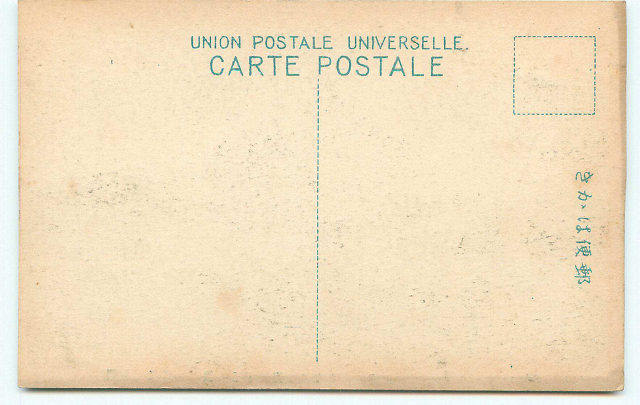 UNION POSTALE UNIVERSELLE.
CARTE POSTALE
きかは便郵